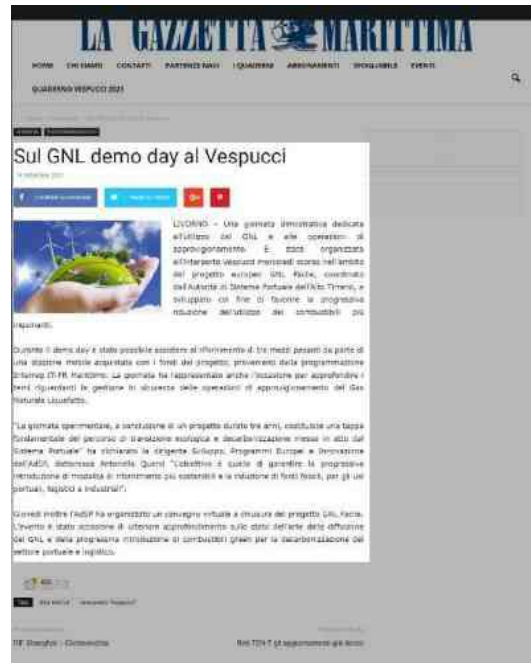 LA GAZZETTA MARITTIMA
HOME CHI SIAMO CONTATTI PARTENZE NAVI I QUADERNI ABBONAMENTI SFOGLIABILE EVENTI
QUADERNO VESPUCCI 2021
Sul GNL demo day al Vespucci
LIVORNO – Una giornata dimostrativa dedicata
all'utilizzo del GNL e alle operazioni di
approvvigionamento. È stata organizzata
all'Interporto Vespucci mercoledì scorso nell'ambito
del progetto europeo GNL Facile, coordinato
dall'Autorità di Sistema Portuale dell'Alto Tirreno, e
sviluppato col fine di favorire la progressiva
riduzione dell'utilizzo dei combustibili più
inquinanti.
Durante il demo day è stato possibile assistere al rifornimento di tre mezzi pesanti da parte di
una stazione mobile acquistata con i fondi del progetto, provenienti dalla programmazione
Interreg IT-FR Marittimo. La giornata ha rappresentato anche l'occasione per approfondire i
temi riguardanti la gestione in sicurezza delle operazioni di approvvigionamento del Gas
Naturale Liquefatto.
"La giornata sperimentale, a conclusione di un progetto durato tre anni, costituisce una tappa
fondamentale del percorso di transizione ecologica e decarbonizzazione messo in atto dal
Sistema Portuale" ha dichiarato la dirigente Sviluppo, Programmi Europei e Innovazione
dell'AdSP, dottoressa Antonella Querci "L'obiettivo è quello di garantire la progressiva
introduzione di modalità di rifornimento più sostenibili e la riduzione di fonti fossili, per gli usi
portuali, logistici e industriali".
Giovedì inoltre l'AdSP ha organizzato un convegno virtuale a chiusura del progetto GNL Facile.
L'evento è stato occasione di ulteriore approfondimento sullo stato dell'arte della diffusione
del GNL e della progressiva introduzione di combustibili green per la decarbonizzazione del
settore portuale e logistico.